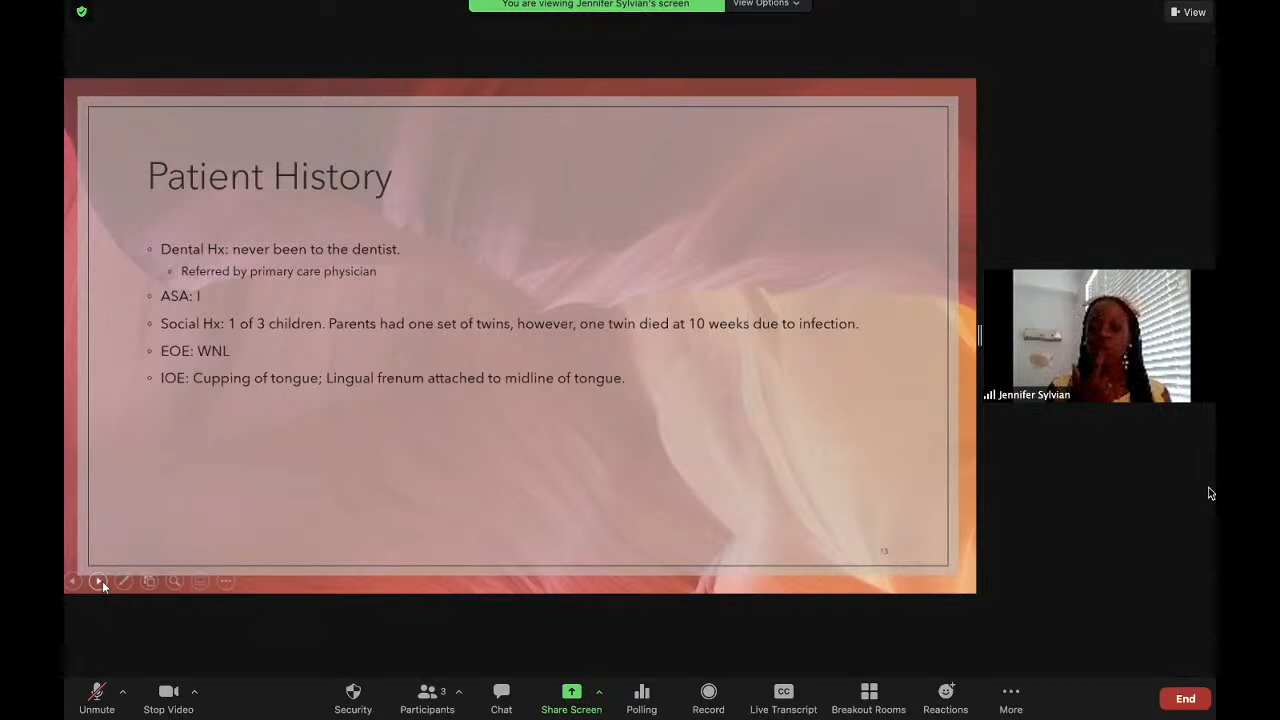 You are viewing Jennifer Sylvian's screen
View Options
View
Patient History
Dental Hx: never been to the dentist.
Referred by primary care physician
ASA: I
Social Hx: 1 of 3 children. Parents had one set of twins, however, one twin died at 10 weeks due to infection.
EOE: WNL
IOE: Cupping of tongue; Lingual frenum attached to midline of tongue.
15
Jennifer Sylvian
3
CC
Unmute
Stop Video
Security
Participants
Chat
Share Screen
Polling
Record
Live Transcript
Breakout Rooms
Reactions
More
End